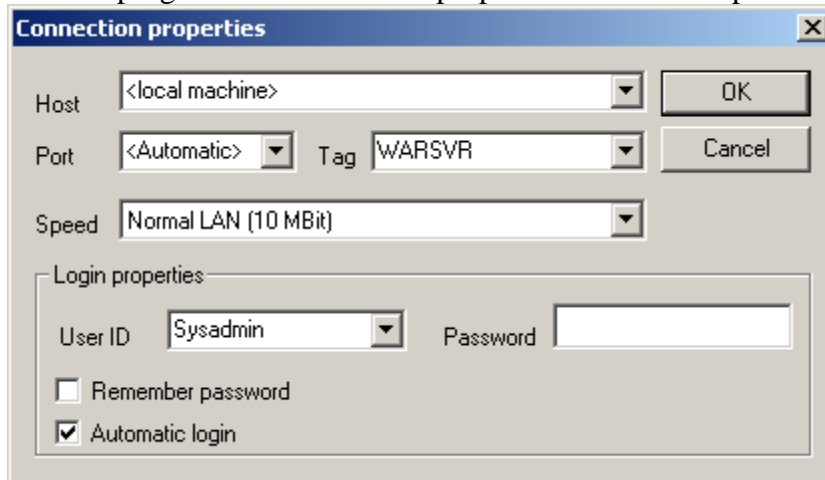 Connection properties
Host <local machine> OK
Port <Automatic> Tag WARSVR Cancel
Speed Normal LAN (10 MBit)
Login properties
User ID Sysadmin Password
Remember password
Automatic login